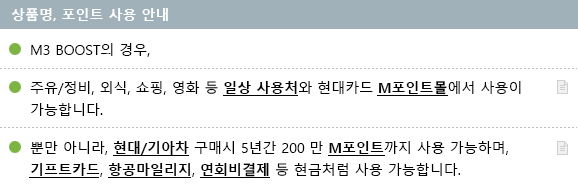 상품명, 포인트 사용 안내
M3 BOOST의 경우,
주유/정비, 외식, 쇼핑, 영화 등 일상 사용처와 현대카드 M포인트몰에서 사용이
가능합니다.
뿐만 아니라, 현대/기아차 구매시 5년간 200 만 M포인트까지 사용 가능하며,
기프트카드, 항공마일리지, 연회비결제 등 현금처럼 사용 가능합니다.